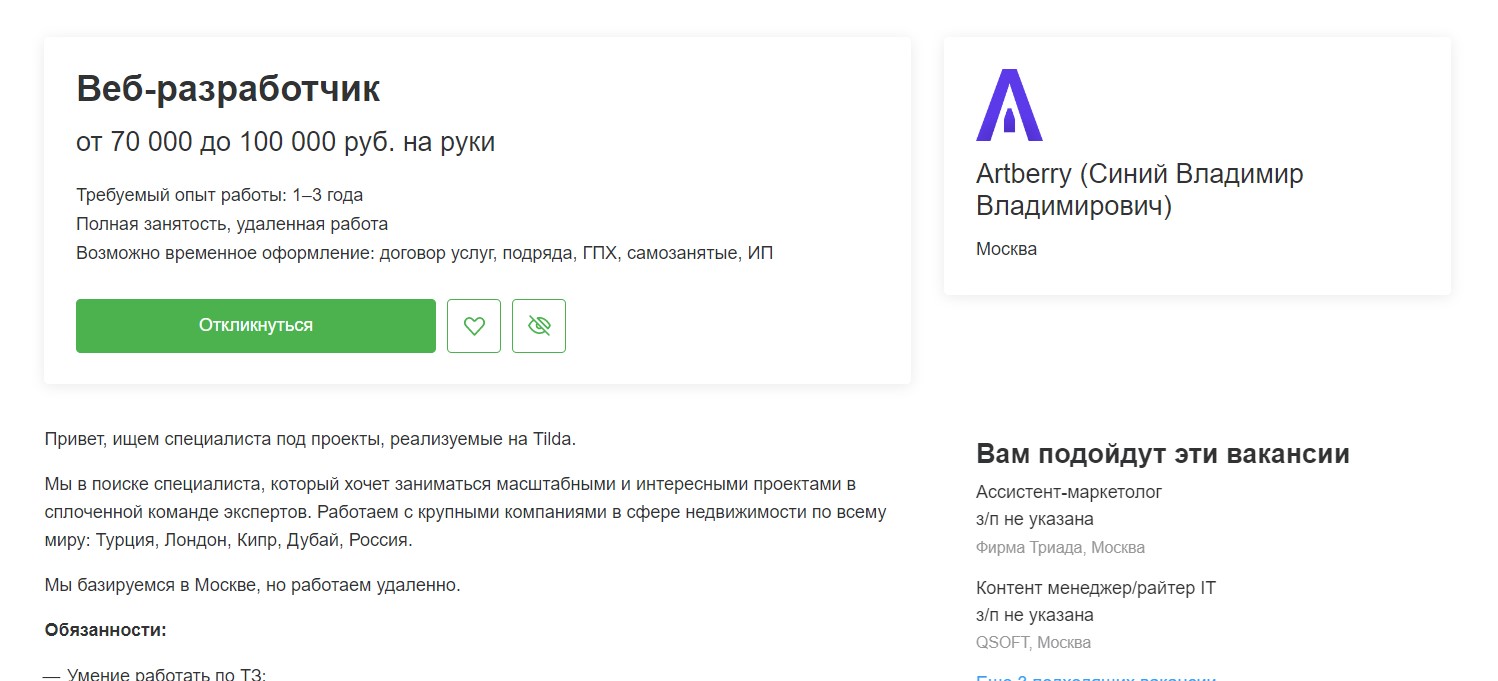 Веб-разработчик
от 70 000 до 100 000 руб. на руки
Требуемый опыт работы: 1–3 года
Полная занятость, удаленная работа
Возможно временное оформление: договор услуг, подряда, ГПХ, самозанятые, ИП
Откликнуться
Artberry (Синий Владимир
Владимирович)
Москва
Привет, ищем специалиста под проекты, реализуемые на Tilda.
Мы в поиске специалиста, который хочет заниматься масштабными и интересными проектами в
сплоченной команде экспертов. Работаем с крупными компаниями в сфере недвижимости по всему
миру: Турция, Лондон, Кипр, Дубай, Россия.
Мы базируемся в Москве, но работаем удаленно.
Обязанности:
— Умение работать по ТЗ;
Вам подойдут эти вакансии
Ассистент-маркетолог
з/п не указана
Фирма Триада, Москва
Контент менеджер/райтер IT
з/п не указана
QSOFT, Москва
Еще 3 подходящих вакансии